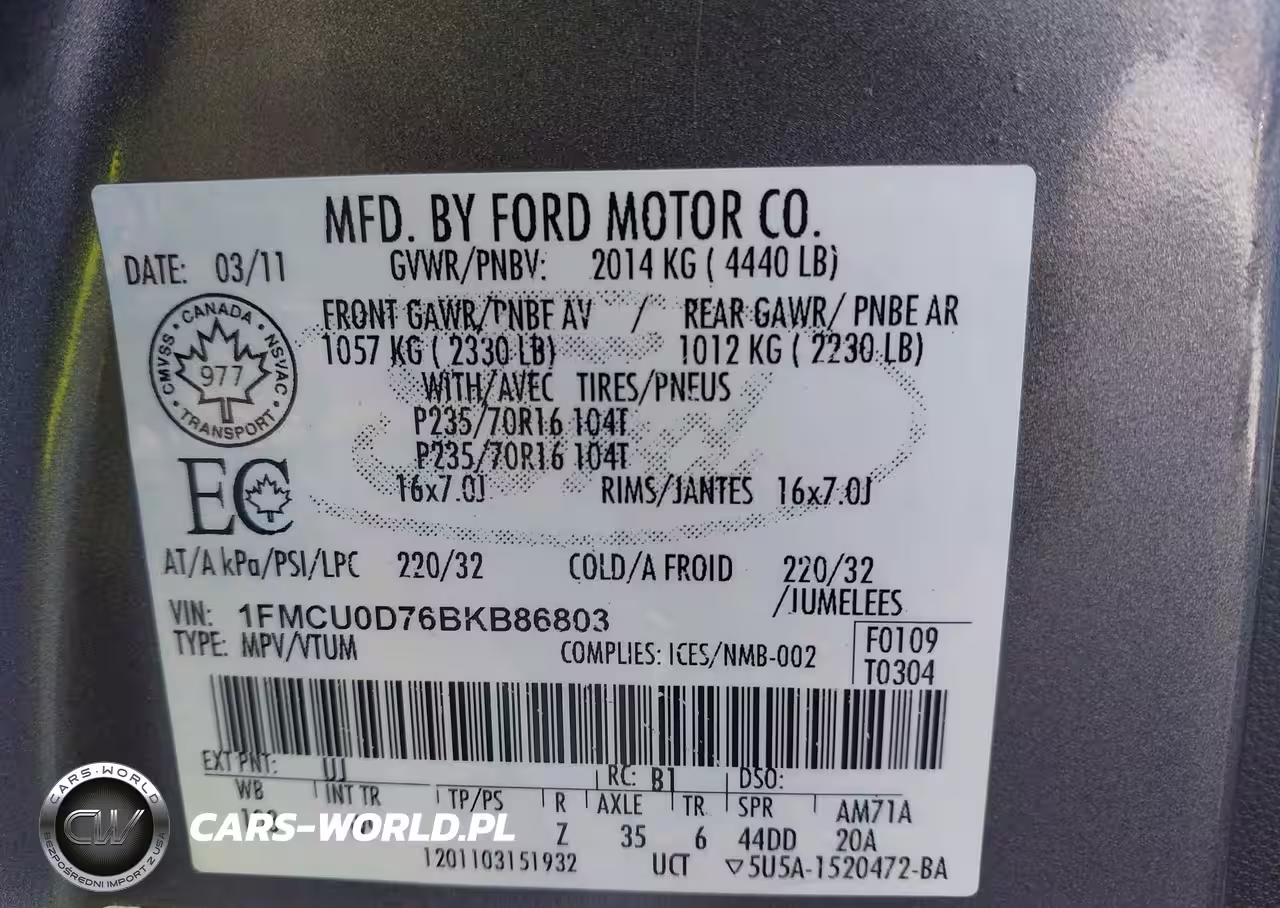 MFD. BY FORD MOTOR CO.
DATE: 03/11 GVWR/PNBV: 2014 KG ( 4440 LB)
FRONT GAWR/PNBE AV / REAR GAWR/ PNBE AR
1057 KG ( 2330 LB) 1012 KG ( 2230 LB)
WITH/AVEC TIRES/PNEUS
P235/70R16 104T
P235/70R16 104T
16x7.0J RIMS/JANTES 16x7.0J
CANADA • NSVAC • TRANSPORT • CMVSS •
977
EC
AT/A kPa/PSI/LPC 220/32 COLD/A FROID 220/32
/JUMELEES
VIN: 1FMCU0D76BKB86803
TYPE: MPV/VTUM COMPLIES: ICES/NMB-002
F0109
T0304
EXT PNT: UJ RC: B1 DSO:
WB INT TR TP/PS R AXLE TR SPR AM71A
Z 35 6 44DD 20A
1201103151932 UCT ▽5U5A-1520472-BA
CARS-WORLD
CW
BEZPOŚREDNI IMPORT Z USA
CARS-WORLD.PL